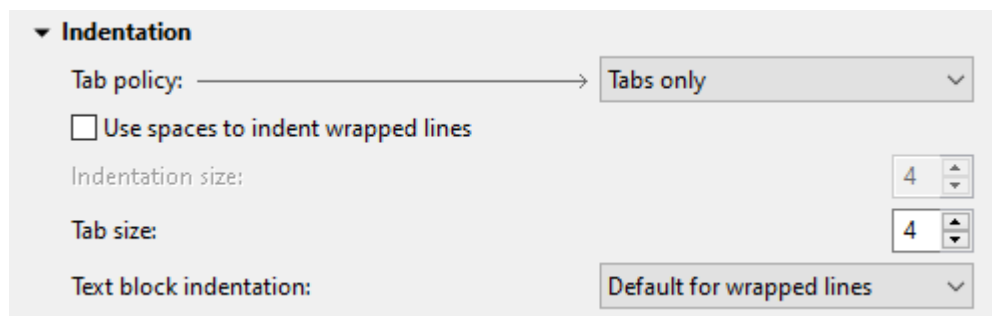 Indentation
Tab policy: Tabs only
Use spaces to indent wrapped lines
Indentation size: 4
Tab size: 4
Text block indentation: Default for wrapped lines